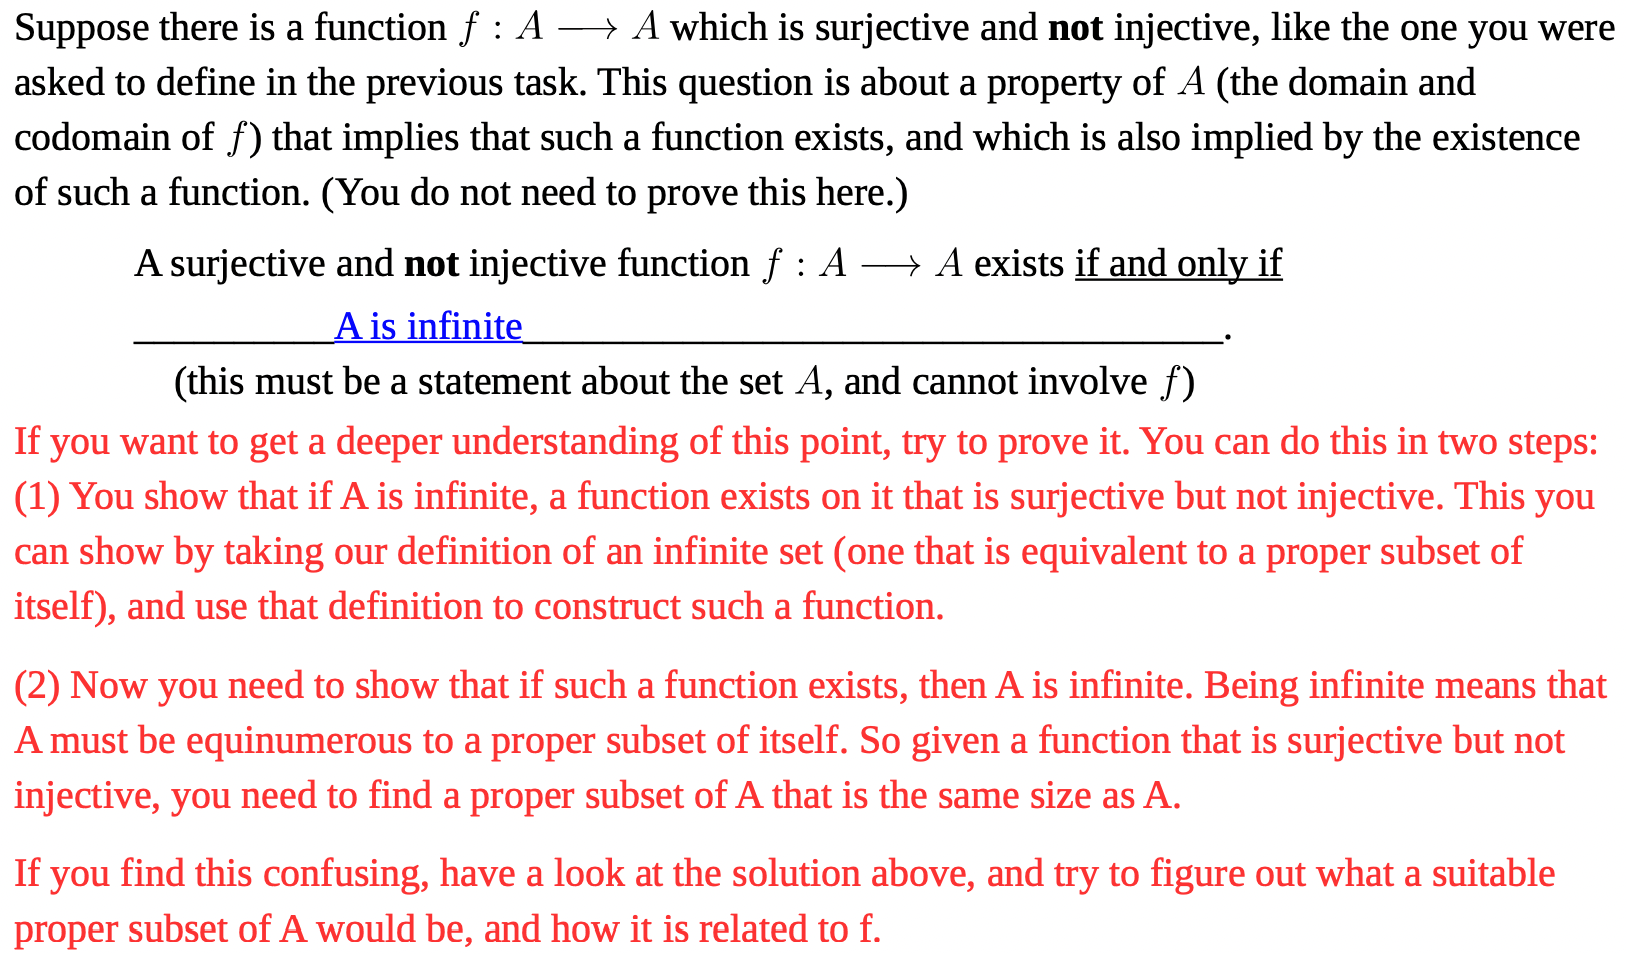 Suppose there is a function f : A ⟶ A which is surjective and not injective, like the one you were
asked to define in the previous task. This question is about a property of A (the domain and
codomain of f) that implies that such a function exists, and which is also implied by the existence
of such a function. (You do not need to prove this here.)
A surjective and not injective function f : A ⟶ A exists if and only if
__________A is infinite___________________________________.
(this must be a statement about the set A, and cannot involve f)
If you want to get a deeper understanding of this point, try to prove it. You can do this in two steps:
(1) You show that if A is infinite, a function exists on it that is surjective but not injective. This you
can show by taking our definition of an infinite set (one that is equivalent to a proper subset of
itself), and use that definition to construct such a function.
(2) Now you need to show that if such a function exists, then A is infinite. Being infinite means that
A must be equinumerous to a proper subset of itself. So given a function that is surjective but not
injective, you need to find a proper subset of A that is the same size as A.
If you find this confusing, have a look at the solution above, and try to figure out what a suitable
proper subset of A would be, and how it is related to f.